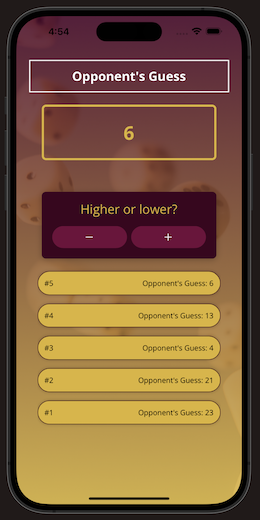 4:54
Opponent's Guess
6
Higher or lower?
− +
#5 Opponent's Guess: 6
#4 Opponent's Guess: 13
#3 Opponent's Guess: 4
#2 Opponent's Guess: 21
#1 Opponent's Guess: 23